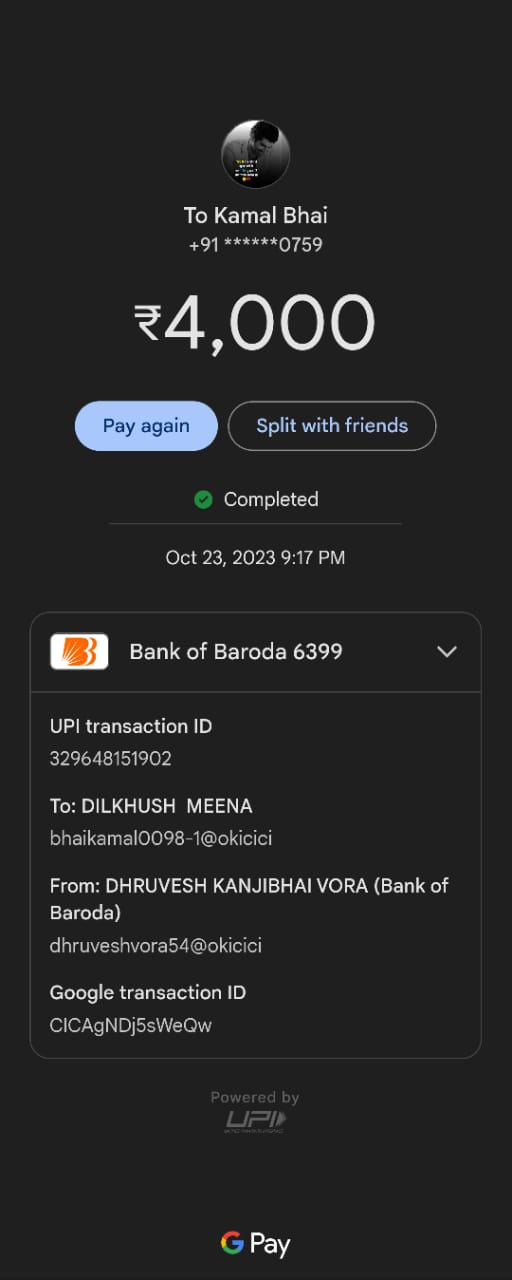 To Kamal Bhai
+91 ******0759
₹4,000
Pay again
Split with friends
Completed
Oct 23, 2023 9:17 PM
Bank of Baroda 6399
UPI transaction ID
329648151902
To: DILKHUSH MEENA
bhaikamal0098-1@okicici
From: DHRUVESH KANJIBHAI VORA (Bank of
Baroda)
dhruveshvora54@okicici
Google transaction ID
CICAgNDj5sWeQw
Powered by
UPI
G Pay